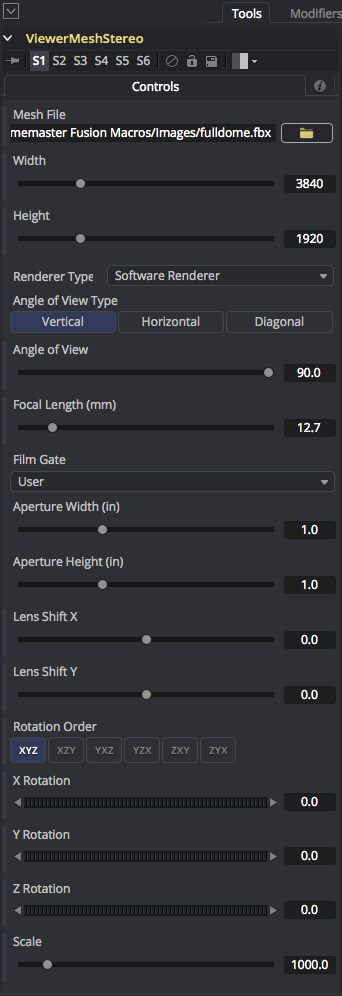 Tools Modifiers
ViewerMeshStereo
S1 S2 S3 S4 S5 S6
Controls
Mesh File
memaster Fusion Macros/Images/fulldome.fbx
Width
3840
Height
1920
Renderer Type Software Renderer
Angle of View Type
Vertical Horizontal Diagonal
Angle of View
90.0
Focal Length (mm)
12.7
Film Gate
User
Aperture Width (in)
1.0
Aperture Height (in)
1.0
Lens Shift X
0.0
Lens Shift Y
0.0
Rotation Order
XYZ XZY YXZ YZX ZXY ZYX
X Rotation
0.0
Y Rotation
0.0
Z Rotation
0.0
Scale
1000.0